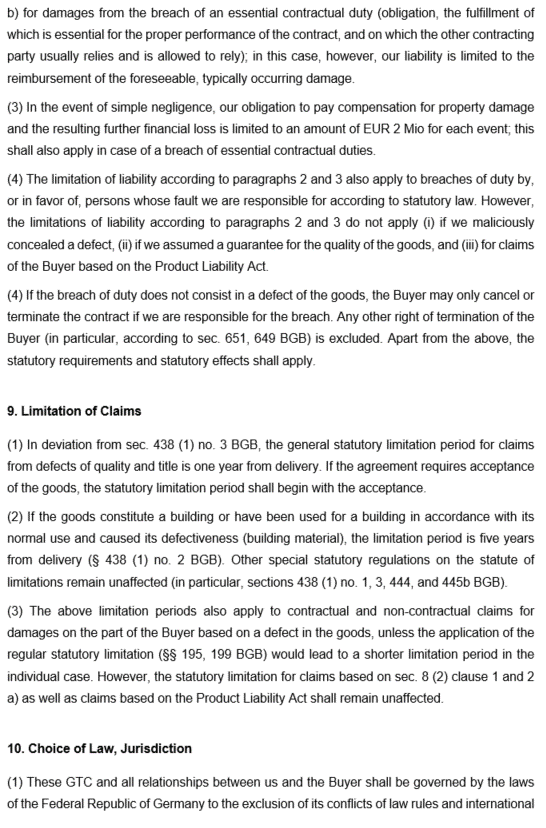 b) for damages from the breach of an essential contractual duty (obligation, the fulfillment of
which is essential for the proper performance of the contract, and on which the other contracting
party usually relies and is allowed to rely); in this case, however, our liability is limited to the
reimbursement of the foreseeable, typically occurring damage.
(3) In the event of simple negligence, our obligation to pay compensation for property damage
and the resulting further financial loss is limited to an amount of EUR 2 Mio for each event; this
shall also apply in case of a breach of essential contractual duties.
(4) The limitation of liability according to paragraphs 2 and 3 also apply to breaches of duty by,
or in favor of, persons whose fault we are responsible for according to statutory law. However,
the limitations of liability according to paragraphs 2 and 3 do not apply (i) if we maliciously
concealed a defect, (ii) if we assumed a guarantee for the quality of the goods, and (iii) for claims
of the Buyer based on the Product Liability Act.
(4) If the breach of duty does not consist in a defect of the goods, the Buyer may only cancel or
terminate the contract if we are responsible for the breach. Any other right of termination of the
Buyer (in particular, according to sec. 651, 649 BGB) is excluded. Apart from the above, the
statutory requirements and statutory effects shall apply.
9. Limitation of Claims
(1) In deviation from sec. 438 (1) no. 3 BGB, the general statutory limitation period for claims
from defects of quality and title is one year from delivery. If the agreement requires acceptance
of the goods, the statutory limitation period shall begin with the acceptance.
(2) If the goods constitute a building or have been used for a building in accordance with its
normal use and caused its defectiveness (building material), the limitation period is five years
from delivery (§ 438 (1) no. 2 BGB). Other special statutory regulations on the statute of
limitations remain unaffected (in particular, sections 438 (1) no. 1, 3, 444, and 445b BGB).
(3) The above limitation periods also apply to contractual and non-contractual claims for
damages on the part of the Buyer based on a defect in the goods, unless the application of the
regular statutory limitation (§§ 195, 199 BGB) would lead to a shorter limitation period in the
individual case. However, the statutory limitation for claims based on sec. 8 (2) clause 1 and 2
a) as well as claims based on the Product Liability Act shall remain unaffected.
10. Choice of Law, Jurisdiction
(1) These GTC and all relationships between us and the Buyer shall be governed by the laws
of the Federal Republic of Germany to the exclusion of its conflicts of law rules and international